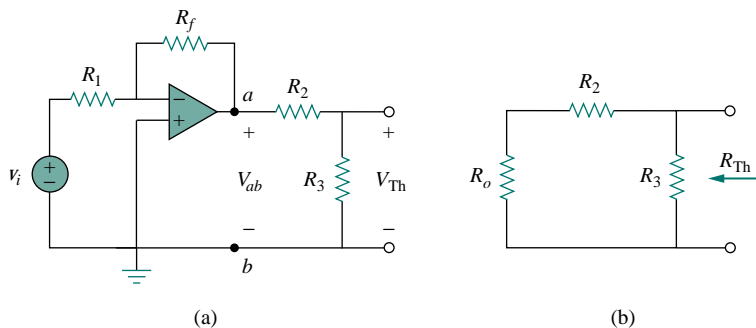 R_f
R_1
a
R_2
R_2
−
+
+
−
+
+
−
v_i
V_ab
R_3
V_Th
R_o
R_3
R_Th
−
−
b
(a)
(b)